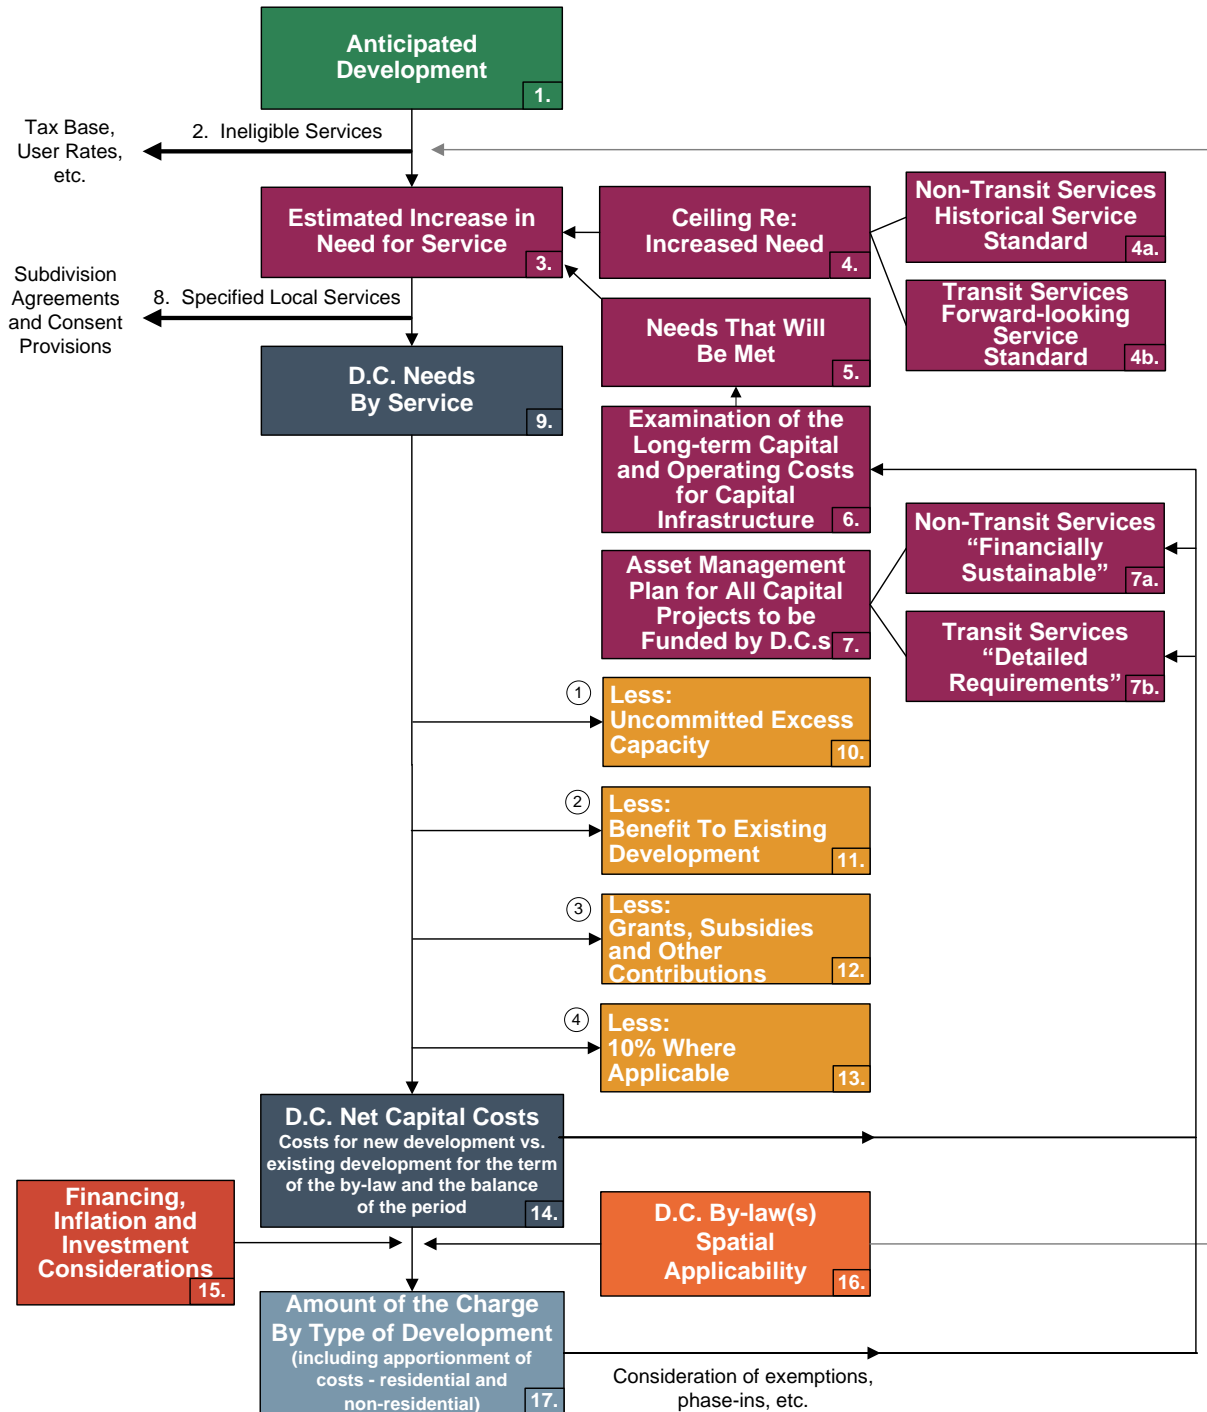 Anticipated
Development
1.
2. Ineligible Services
Tax Base,
User Rates,
etc.
Estimated Increase in
Need for Service
3.
Ceiling Re:
Increased Need
4.
Non-Transit Services
Historical Service
Standard
4a.
Transit Services
Forward-looking
Service
Standard
4b.
Subdivision
Agreements
and Consent
Provisions
8. Specified Local Services
Needs That Will
Be Met
5.
D.C. Needs
By Service
9.
Examination of the
Long-term Capital
and Operating Costs
for Capital
Infrastructure
6.
Asset Management
Plan for All Capital
Projects to be
Funded by D.C.s
7.
Non-Transit Services
“Financially
Sustainable”
7a.
Transit Services
“Detailed
Requirements”
7b.
1
Less:
Uncommitted Excess
Capacity
10.
2
Less:
Benefit To Existing
Development
11.
3
Less:
Grants, Subsidies
and Other
Contributions
12.
4
Less:
10% Where
Applicable
13.
D.C. Net Capital Costs
Costs for new development vs.
existing development for the term
of the by-law and the balance
of the period
14.
Financing,
Inflation and
Investment
Considerations
15.
D.C. By-law(s)
Spatial
Applicability
16.
Amount of the Charge
By Type of Development
(including apportionment of
costs - residential and
non-residential)
17.
Consideration of exemptions,
phase-ins, etc.